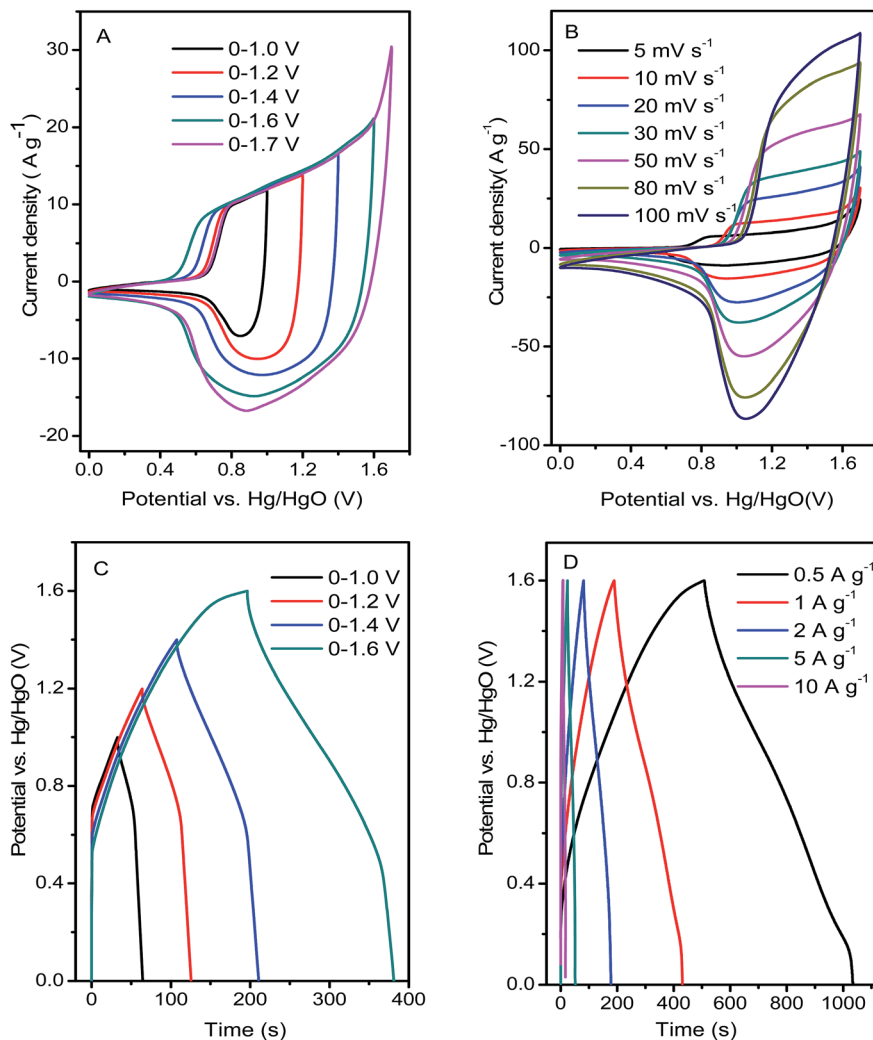 A
0-1.0 V
0-1.2 V
0-1.4 V
0-1.6 V
0-1.7 V
30
20
10
0
-10
-20
Current density ( A g⁻¹)
0.0 0.4 0.8 1.2 1.6
Potential vs. Hg/HgO (V)
B
5 mV s⁻¹
10 mV s⁻¹
20 mV s⁻¹
30 mV s⁻¹
50 mV s⁻¹
80 mV s⁻¹
100 mV s⁻¹
100
50
0
-50
-100
Current density( A g⁻¹)
0.0 0.4 0.8 1.2 1.6
Potential vs. Hg/HgO(V)
C
0-1.0 V
0-1.2 V
0-1.4 V
0-1.6 V
1.6
1.2
0.8
0.4
0.0
Potential vs. Hg/HgO (V)
0 100 200 300 400
Time (s)
D
0.5 A g⁻¹
1 A g⁻¹
2 A g⁻¹
5 A g⁻¹
10 A g⁻¹
1.6
1.2
0.8
0.4
0.0
Potential vs. Hg/HgO (V)
0 200 400 600 800 1000
Time (s)